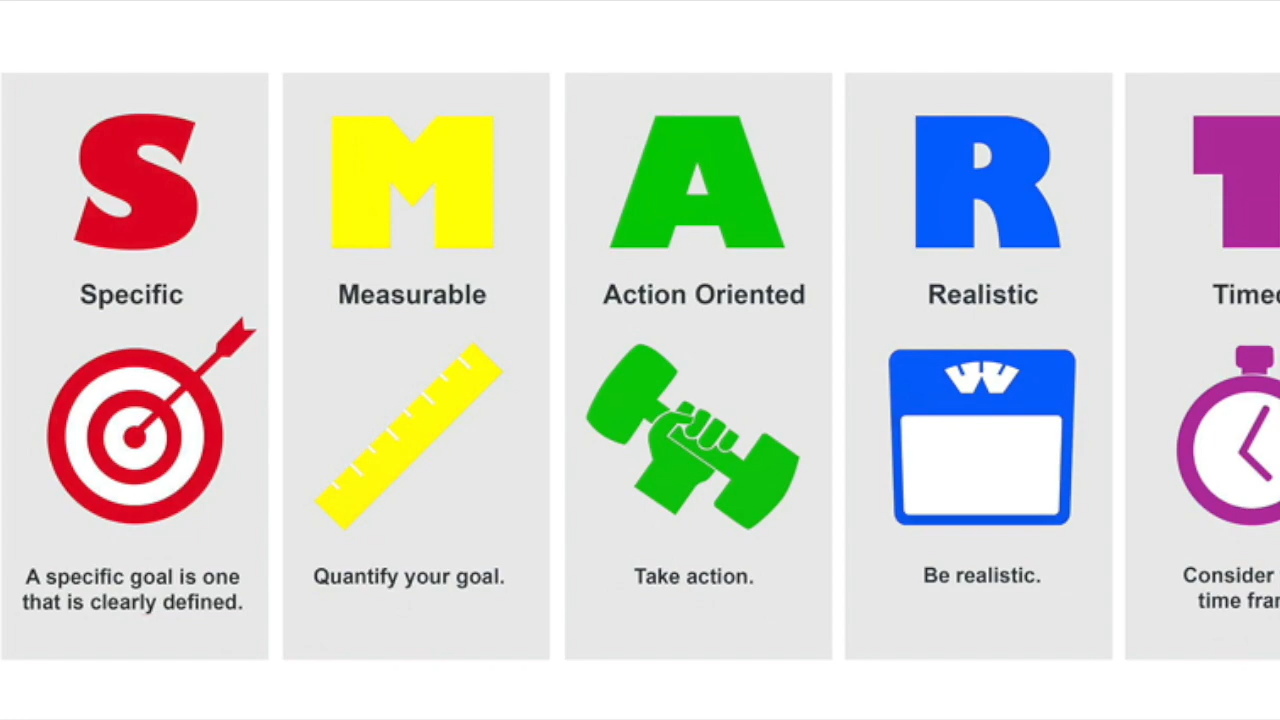 S
Specific
A specific goal is one
that is clearly defined.
M
Measurable
Quantify your goal.
A
Action Oriented
Take action.
R
Realistic
Be realistic.
T
Consider
time